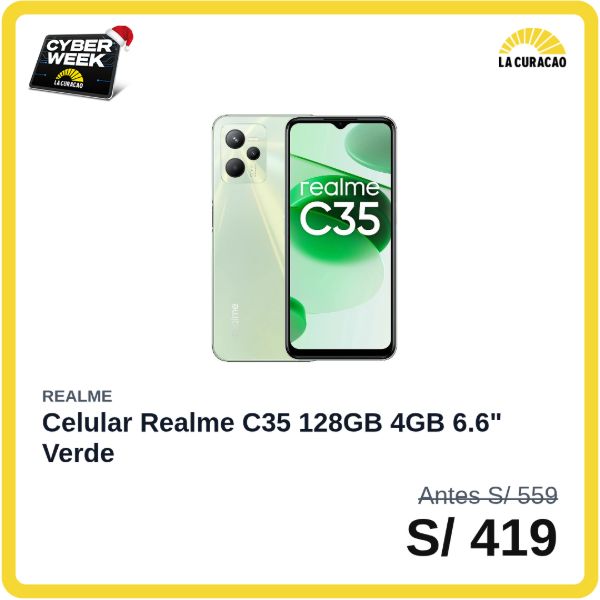 CYBER
WEEK
LA CURACAO
LA CURACAO
realme
C35
realme
REALME
Celular Realme C35 128GB 4GB 6.6"
Verde
Antes S/ 559
S/ 419